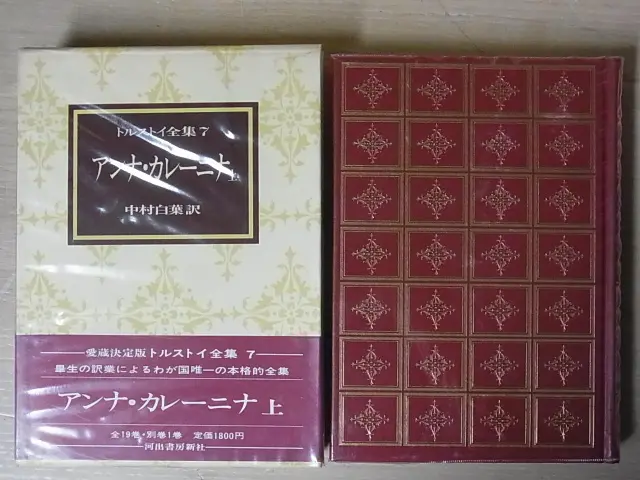 トルストイ全集7
アンナ・カレーニナ上
中村白葉訳
愛蔵決定版トルストイ全集 7
畢生の訳業によるわが国唯一の本格的全集
アンナ・カレーニナ 上
全19巻・別巻1巻 定価1800円
河出書房新社